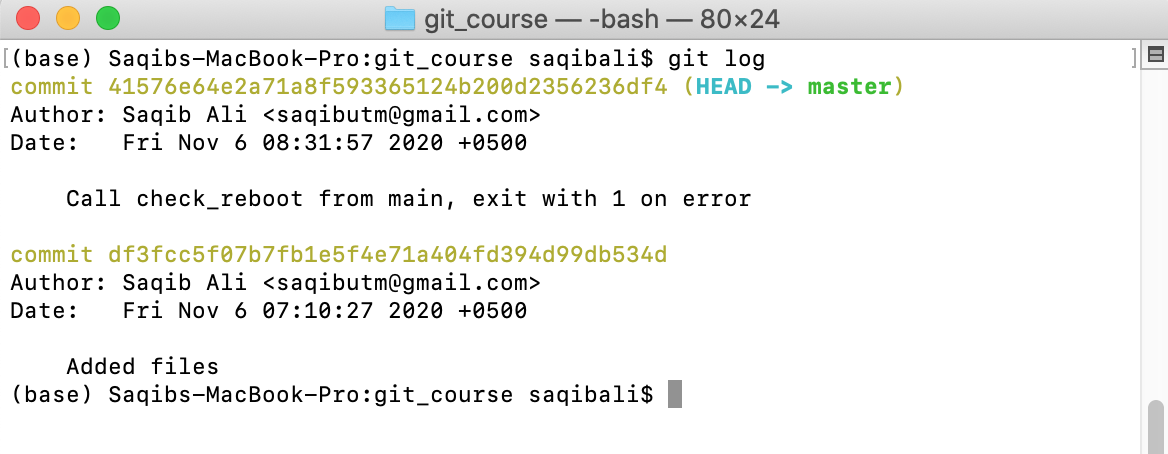 git_course — -bash — 80×24
[(base) Saqibs-MacBook-Pro:git_course saqibali$ git log ]
commit 41576e64e2a71a8f593365124b200d2356236df4 (HEAD -> master)
Author: Saqib Ali <saqibutm@gmail.com>
Date:   Fri Nov 6 08:31:57 2020 +0500
    Call check_reboot from main, exit with 1 on error
commit df3fcc5f07b7fb1e5f4e71a404fd394d99db534d
Author: Saqib Ali <saqibutm@gmail.com>
Date:   Fri Nov 6 07:10:27 2020 +0500
    Added files
(base) Saqibs-MacBook-Pro:git_course saqibali$